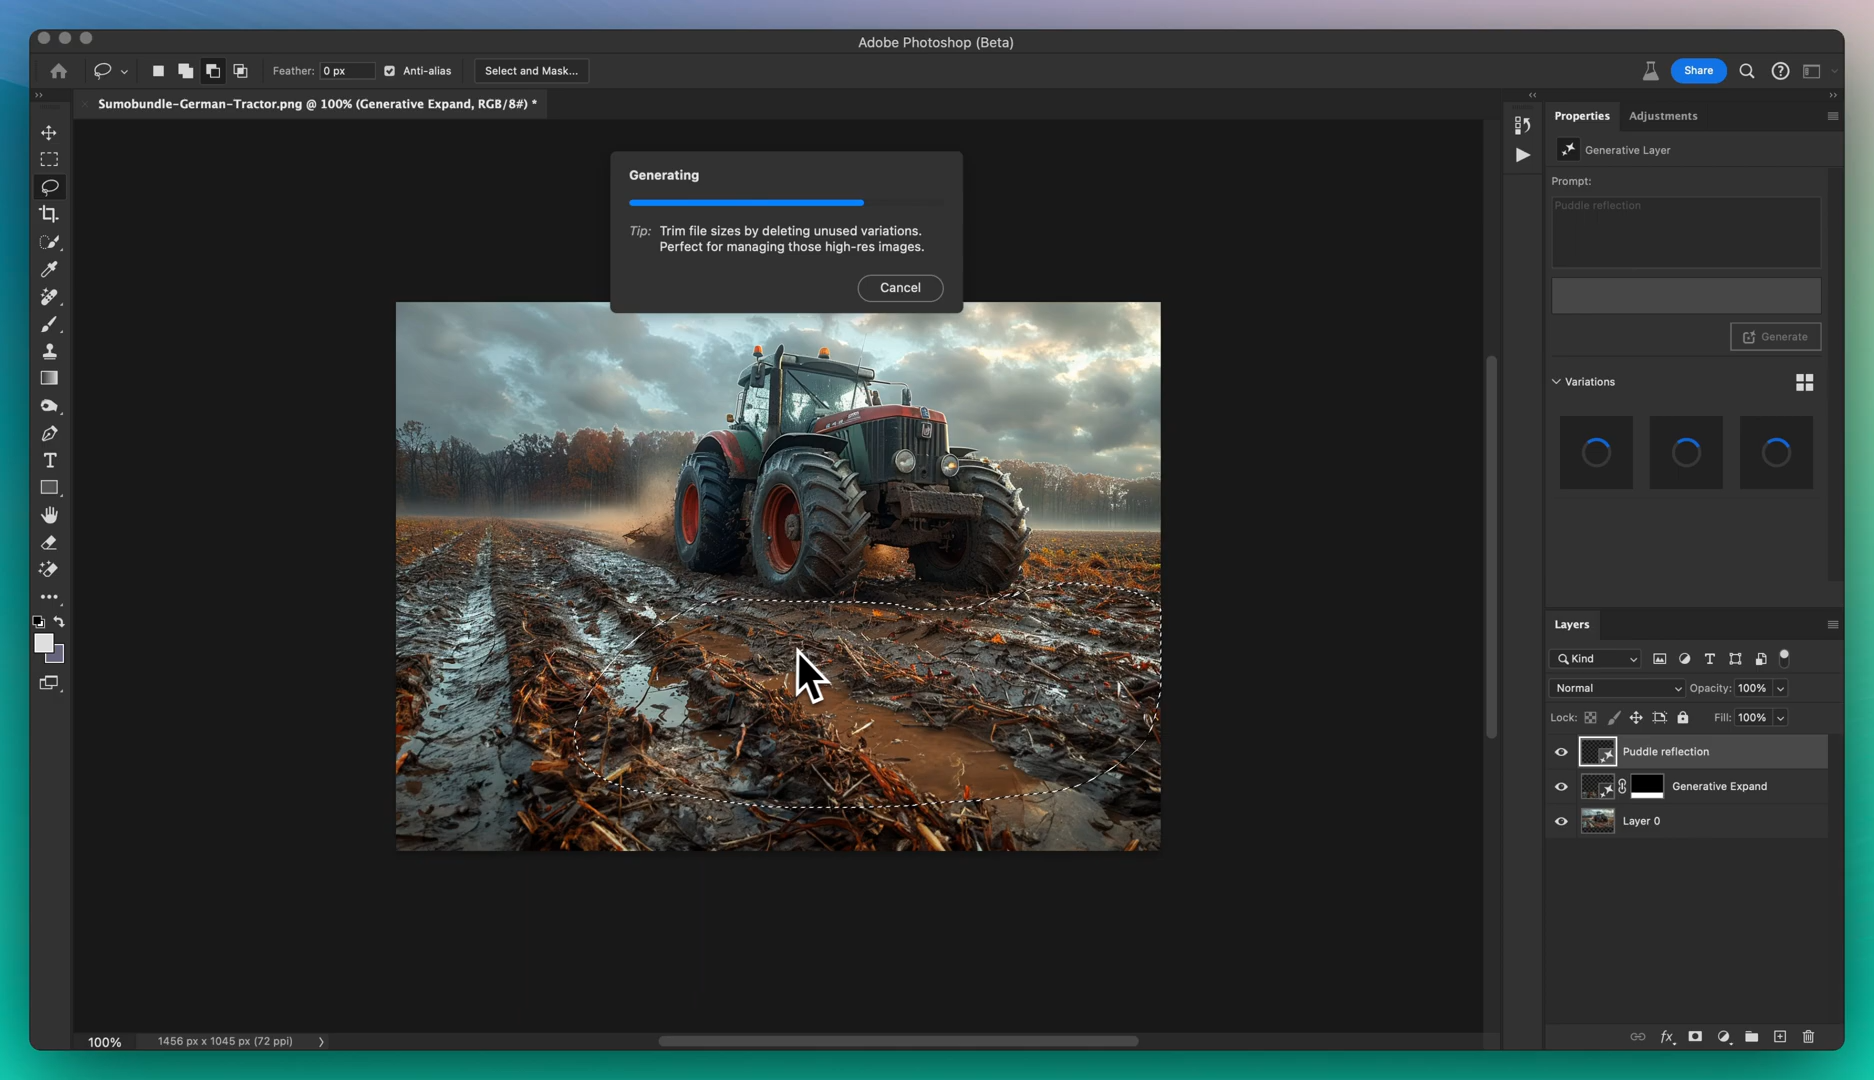 Adobe Photoshop (Beta)
Feather: 0 px Anti-alias Select and Mask... Share
Sumobundle-German-Tractor.png @ 100% (Generative Expand, RGB/8#) *
Properties Adjustments
Generative Layer
Prompt:
Puddle reflection
Generate
Variations
Generating
Tip: Trim file sizes by deleting unused variations.
Perfect for managing those high-res images.
Cancel
Layers
Kind
Normal Opacity: 100%
Lock: Fill: 100%
Puddle reflection
Generative Expand
Layer 0
100% 1456 px x 1045 px (72 ppi)